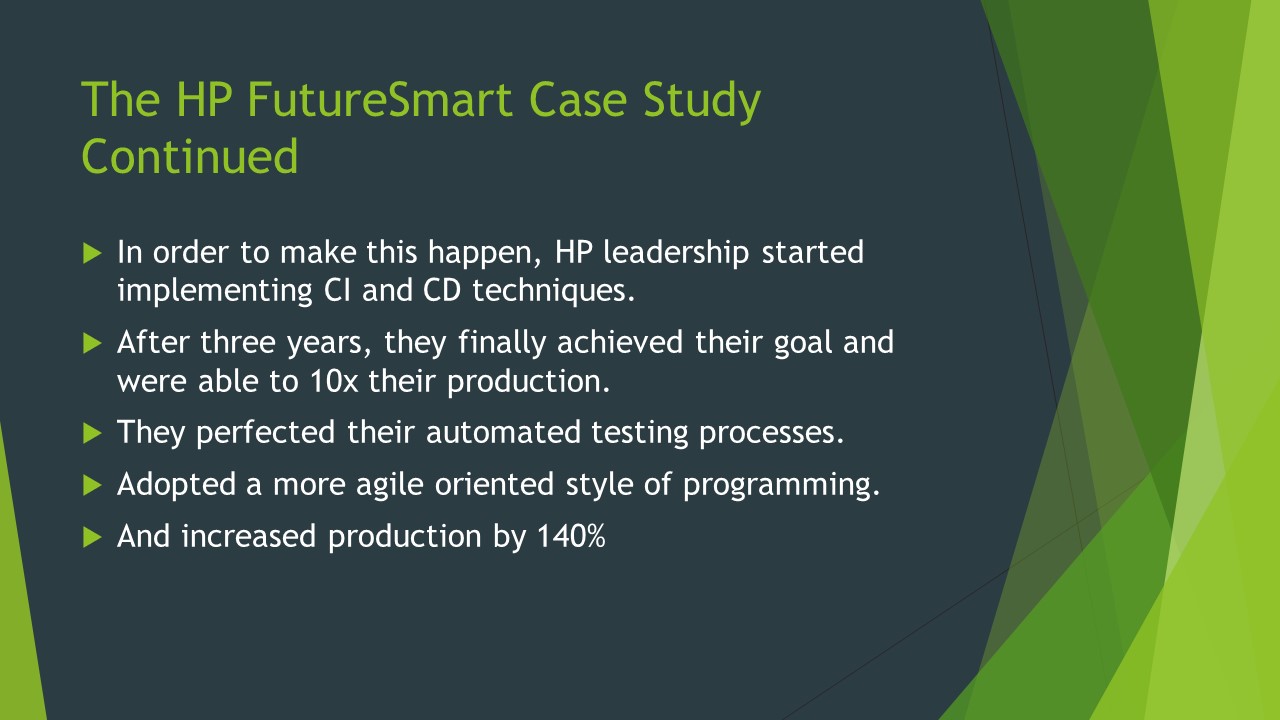 The HP FutureSmart Case Study
Continued
In order to make this happen, HP leadership started
implementing CI and CD techniques.
After three years, they finally achieved their goal and
were able to 10x their production.
They perfected their automated testing processes.
Adopted a more agile oriented style of programming.
And increased production by 140%